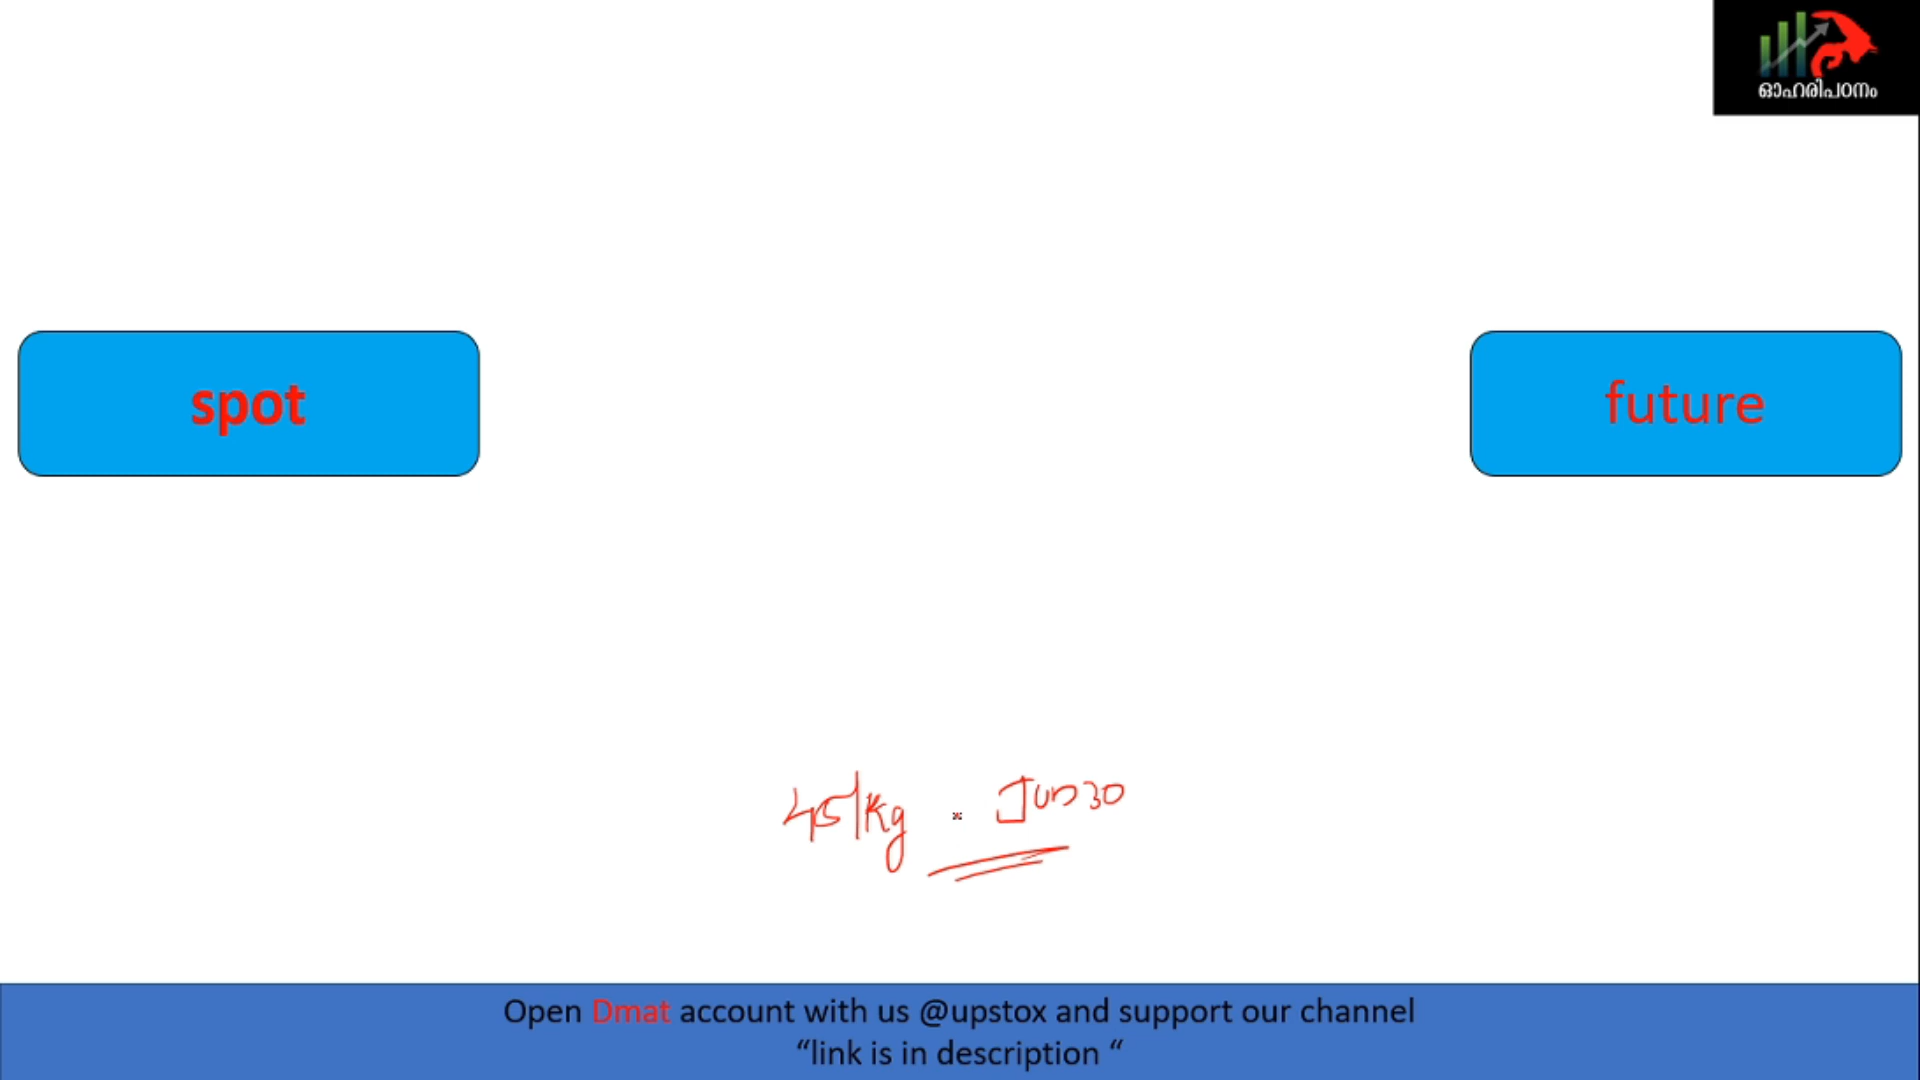 ഓഹരിപഠനം
spot
future
45/kg - Jun 30
Open Dmat account with us @upstox and support our channel
“link is in description “